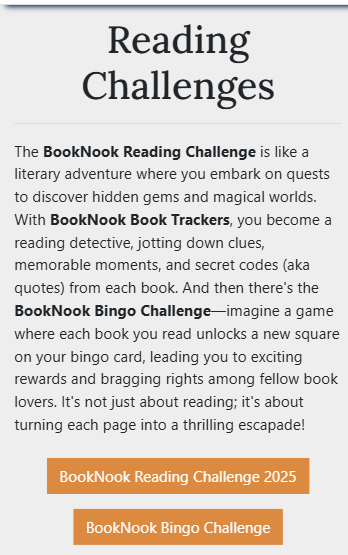 Reading
Challenges
The BookNook Reading Challenge is like a
literary adventure where you embark on quests
to discover hidden gems and magical worlds.
With BookNook Book Trackers, you become a
reading detective, jotting down clues,
memorable moments, and secret codes (aka
quotes) from each book. And then there's the
BookNook Bingo Challenge—imagine a game
where each book you read unlocks a new square
on your bingo card, leading you to exciting
rewards and bragging rights among fellow book
lovers. It's not just about reading; it's about
turning each page into a thrilling escapade!
BookNook Reading Challenge 2025
BookNook Bingo Challenge